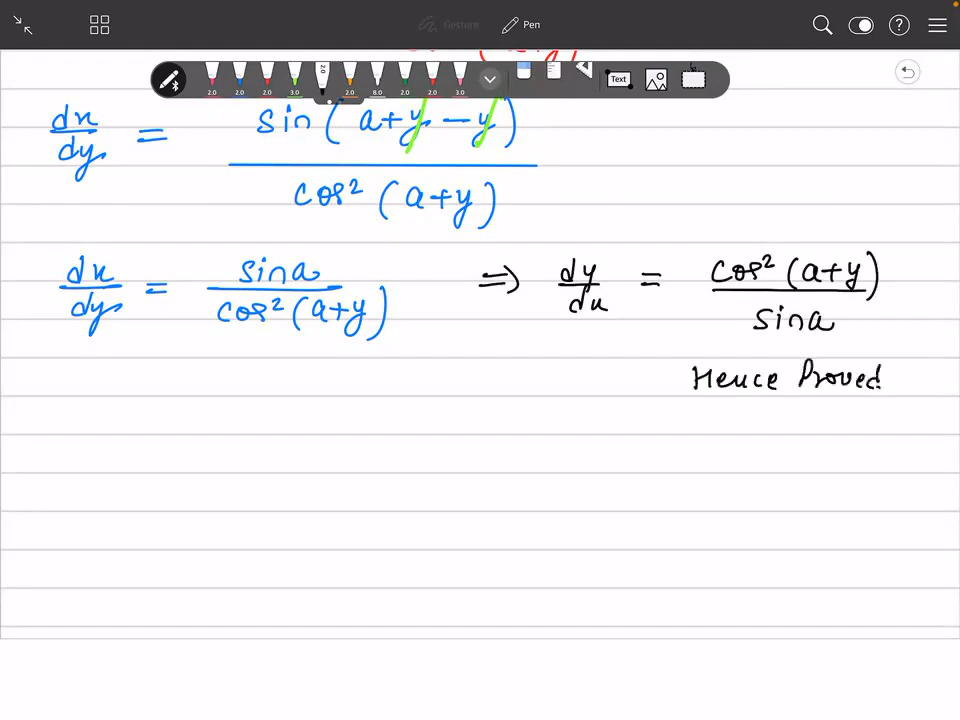 Gesture Pen
Text
2.0 2.0 2.0 3.0 2.0 2.0 8.0 2.0 2.0 3.0
dx/dy = sin(a+y-y)/cos²(a+y)
dx/dy = sina/cos²(a+y) ⇒ dy/dx = cos²(a+y)/sina
Hence Proved